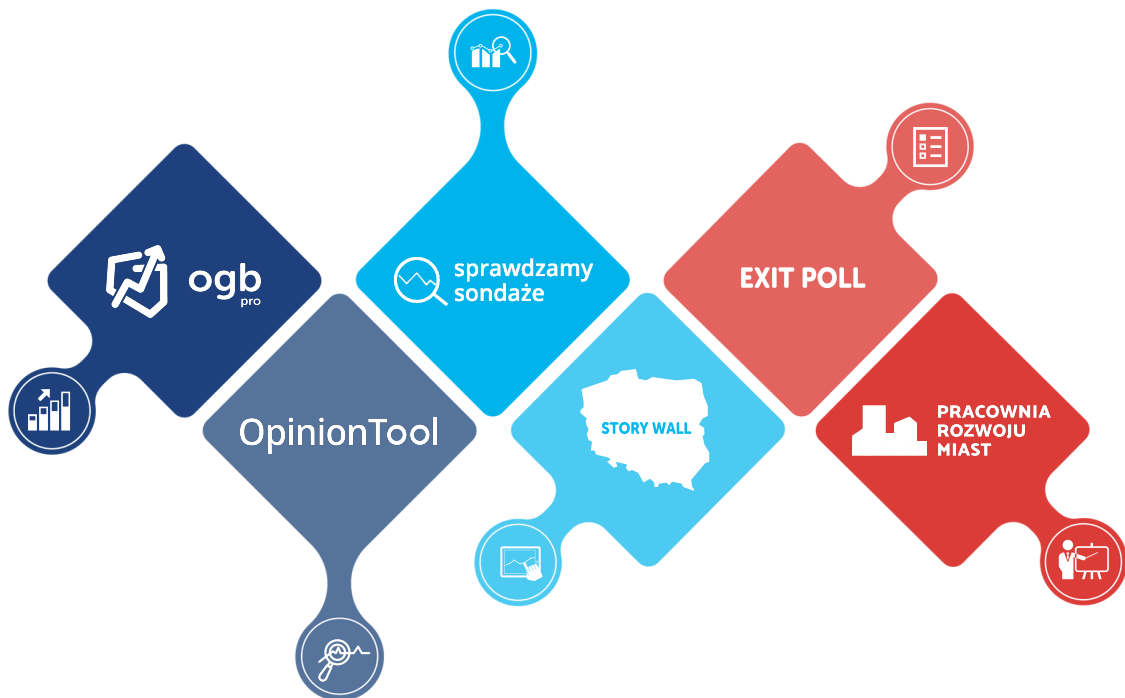 ogb
pro
OpinionTool
sprawdzamy
sondaże
STORY WALL
EXIT POLL
PRACOWNIA
ROZWOJU
MIAST